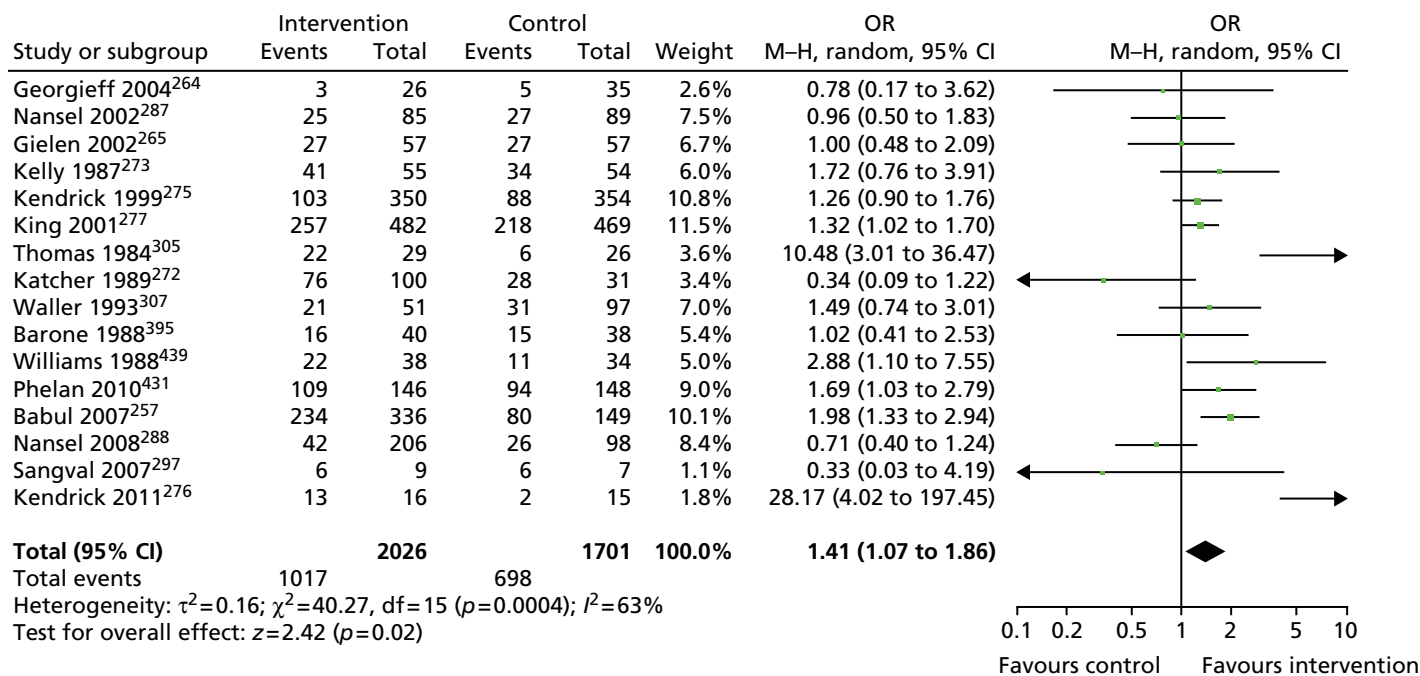 Intervention Control OR OR
Study or subgroup Events Total Events Total Weight M–H, random, 95% CI M–H, random, 95% CI
Georgieff 2004264 3 26 5 35 2.6% 0.78 (0.17 to 3.62)
Nansel 2002287 25 85 27 89 7.5% 0.96 (0.50 to 1.83)
Gielen 2002265 27 57 27 57 6.7% 1.00 (0.48 to 2.09)
Kelly 1987273 41 55 34 54 6.0% 1.72 (0.76 to 3.91)
Kendrick 1999275 103 350 88 354 10.8% 1.26 (0.90 to 1.76)
King 2001277 257 482 218 469 11.5% 1.32 (1.02 to 1.70)
Thomas 1984305 22 29 6 26 3.6% 10.48 (3.01 to 36.47)
Katcher 1989272 76 100 28 31 3.4% 0.34 (0.09 to 1.22)
Waller 1993307 21 51 31 97 7.0% 1.49 (0.74 to 3.01)
Barone 1988395 16 40 15 38 5.4% 1.02 (0.41 to 2.53)
Williams 1988439 22 38 11 34 5.0% 2.88 (1.10 to 7.55)
Phelan 2010431 109 146 94 148 9.0% 1.69 (1.03 to 2.79)
Babul 2007257 234 336 80 149 10.1% 1.98 (1.33 to 2.94)
Nansel 2008288 42 206 26 98 8.4% 0.71 (0.40 to 1.24)
Sangval 2007297 6 9 6 7 1.1% 0.33 (0.03 to 4.19)
Kendrick 2011276 13 16 2 15 1.8% 28.17 (4.02 to 197.45)
Total (95% CI) 2026 1701 100.0% 1.41 (1.07 to 1.86)
Total events 1017 698
Heterogeneity: τ2=0.16; χ2=40.27, df=15 (p=0.0004); I2=63%
Test for overall effect: z=2.42 (p=0.02)
0.1 0.2 0.5 1 2 5 10
Favours control Favours intervention